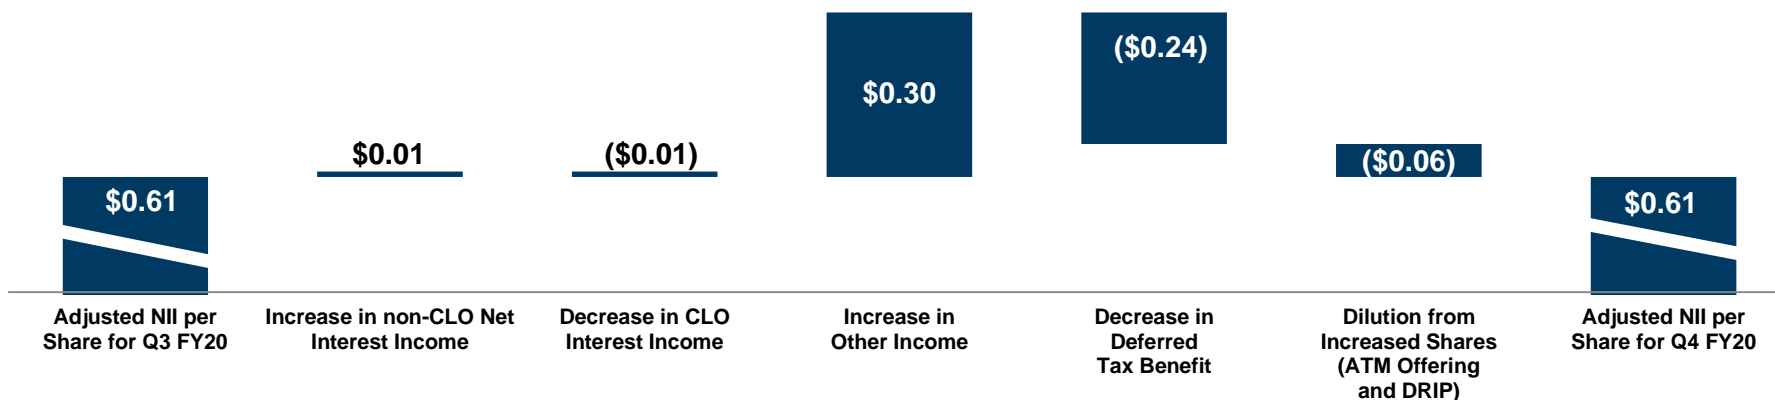 $0.61
$0.01
($0.01)
$0.30
($0.24)
($0.06)
$0.61
Adjusted NII per
Share for Q3 FY20
Increase in non-CLO Net
Interest Income
Decrease in CLO
Interest Income
Increase in
Other Income
Decrease in
Deferred
Tax Benefit
Dilution from
Increased Shares
(ATM Offering
and DRIP)
Adjusted NII per
Share for Q4 FY20